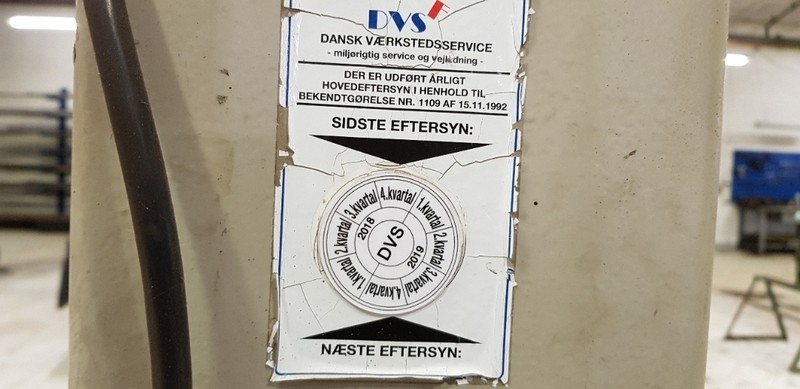 DVS
DANSK VÆRKSTEDSSERVICE
- miljørigtig service og vejledning -
DER ER UDFØRT ÅRLIGT
HOVEDEFTERSYN I HENHOLD TIL
BEKENDTGØRELSE NR. 1109 AF 15.11.1992
SIDSTE EFTERSYN:
1.kvartal 2.kvartal 3.kvartal 4.kvartal
2018
DVS
2019
1.kvartal 2.kvartal 3.kvartal 4.kvartal
NÆSTE EFTERSYN: